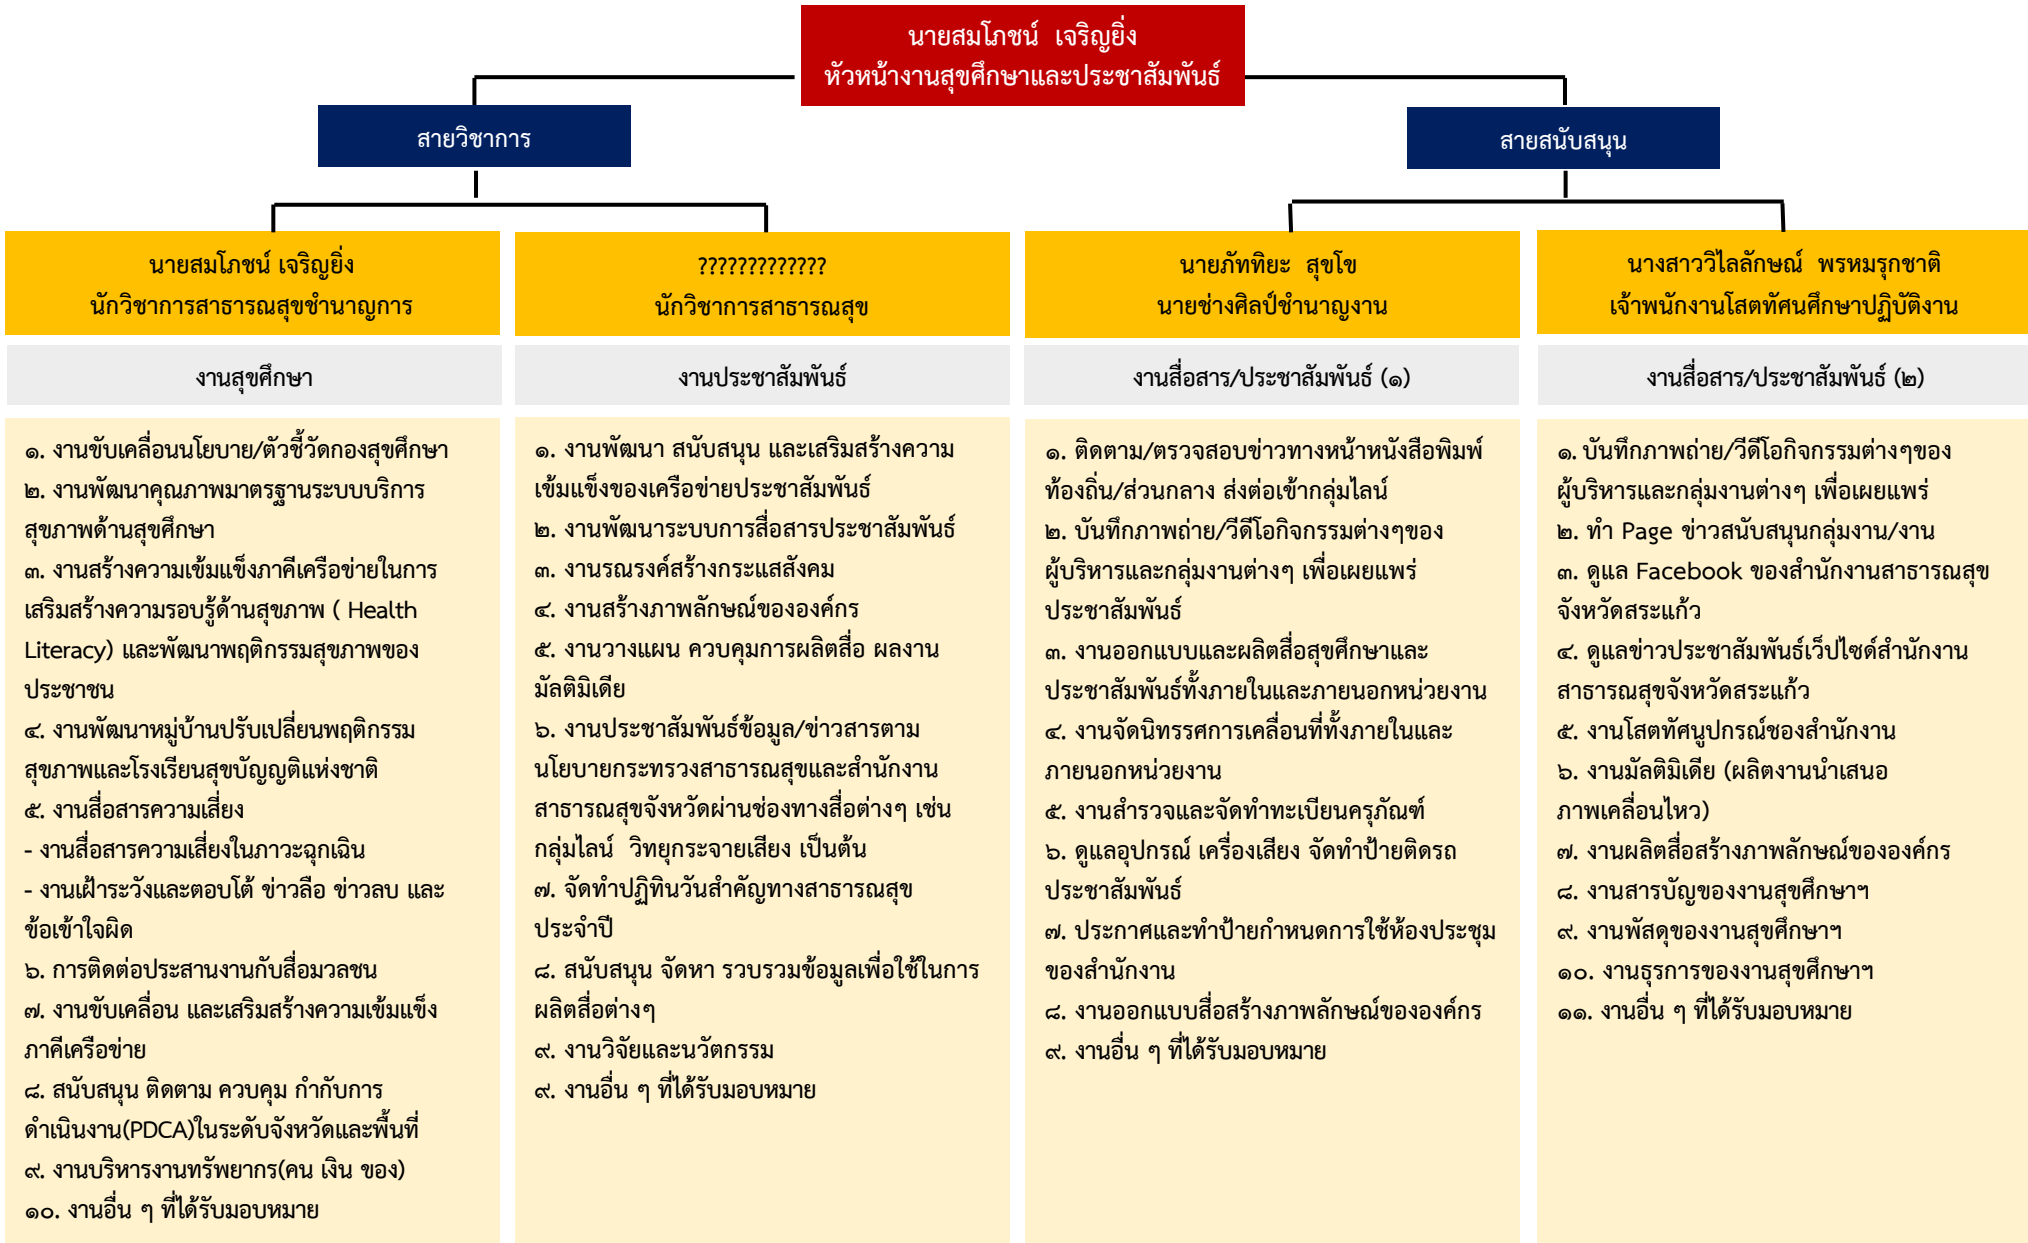 นายสมโภชน์  เจริญยิ่ง
หัวหน้างานสุขศึกษาและประชาสัมพันธ์
สายวิชาการ
สายสนับสนุน
นายสมโภชน์ เจริญยิ่ง
นักวิชาการสาธารณสุขชำนาญการ
งานสุขศึกษา
๑. งานขับเคลื่อนนโยบาย/ตัวชี้วัดกองสุขศึกษา
๒. งานพัฒนาคุณภาพมาตรฐานระบบบริการ
สุขภาพด้านสุขศึกษา
๓. งานสร้างความเข้มแข็งภาคีเครือข่ายในการ
เสริมสร้างความรอบรู้ด้านสุขภาพ ( Health
Literacy) และพัฒนาพฤติกรรมสุขภาพของ
ประชาชน
๔. งานพัฒนาหมู่บ้านปรับเปลี่ยนพฤติกรรม
สุขภาพและโรงเรียนสุขบัญญติแห่งชาติ
๕. งานสื่อสารความเสี่ยง
- งานสื่อสารความเสี่ยงในภาวะฉุกเฉิน
- งานเฝ้าระวังและตอบโต้ ข่าวลือ ข่าวลบ และ
ข้อเข้าใจผิด
๖. การติดต่อประสานงานกับสื่อมวลชน
๗. งานขับเคลื่อน และเสริมสร้างความเข้มแข็ง
ภาคีเครือข่าย
๘. สนับสนุน ติดตาม ควบคุม กำกับการ
ดำเนินงาน(PDCA)ในระดับจังหวัดและพื้นที่
๙. งานบริหารงานทรัพยากร(คน เงิน ของ)
๑๐. งานอื่น ๆ ที่ได้รับมอบหมาย
?????????????
นักวิชาการสาธารณสุข
งานประชาสัมพันธ์
๑. งานพัฒนา สนับสนุน และเสริมสร้างความ
เข้มแข็งของเครือข่ายประชาสัมพันธ์
๒. งานพัฒนาระบบการสื่อสารประชาสัมพันธ์
๓. งานรณรงค์สร้างกระแสสังคม
๔. งานสร้างภาพลักษณ์ขององค์กร
๕. งานวางแผน ควบคุมการผลิตสื่อ ผลงาน
มัลติมิเดีย
๖. งานประชาสัมพันธ์ข้อมูล/ข่าวสารตาม
นโยบายกระทรวงสาธารณสุขและสำนักงาน
สาธารณสุขจังหวัดผ่านช่องทางสื่อต่างๆ เช่น
กลุ่มไลน์  วิทยุกระจายเสียง เป็นต้น
๗. จัดทำปฏิทินวันสำคัญทางสาธารณสุข
ประจำปี
๘. สนับสนุน จัดหา รวบรวมข้อมูลเพื่อใช้ในการ
ผลิตสื่อต่างๆ
๙. งานวิจัยและนวัตกรรม
๙. งานอื่น ๆ ที่ได้รับมอบหมาย
นายภัททิยะ  สุขโข
นายช่างศิลป์ชำนาญงาน
งานสื่อสาร/ประชาสัมพันธ์ (๑)
๑. ติดตาม/ตรวจสอบข่าวทางหน้าหนังสือพิมพ์
ท้องถิ่น/ส่วนกลาง ส่งต่อเข้ากลุ่มไลน์
๒. บันทึกภาพถ่าย/วีดีโอกิจกรรมต่างๆของ
ผู้บริหารและกลุ่มงานต่างๆ เพื่อเผยแพร่
ประชาสัมพันธ์
๓. งานออกแบบและผลิตสื่อสุขศึกษาและ
ประชาสัมพันธ์ทั้งภายในและภายนอกหน่วยงาน
๔. งานจัดนิทรรศการเคลื่อนที่ทั้งภายในและ
ภายนอกหน่วยงาน
๕. งานสำรวจและจัดทำทะเบียนครุภัณฑ์
๖. ดูแลอุปกรณ์ เครื่องเสียง จัดทำป้ายติดรถ
ประชาสัมพันธ์
๗. ประกาศและทำป้ายกำหนดการใช้ห้องประชุม
ของสำนักงาน
๘. งานออกแบบสื่อสร้างภาพลักษณ์ขององค์กร
๙. งานอื่น ๆ ที่ได้รับมอบหมาย
นางสาววิไลลักษณ์  พรหมรุกชาติ
เจ้าพนักงานโสตทัศนศึกษาปฏิบัติงาน
งานสื่อสาร/ประชาสัมพันธ์ (๒)
๑. บันทึกภาพถ่าย/วีดีโอกิจกรรมต่างๆของ
ผู้บริหารและกลุ่มงานต่างๆ เพื่อเผยแพร่
๒. ทำ Page ข่าวสนับสนุนกลุ่มงาน/งาน
๓. ดูแล Facebook ของสำนักงานสาธารณสุข
จังหวัดสระแก้ว
๔. ดูแลข่าวประชาสัมพันธ์เว็ปไซด์สำนักงาน
สาธารณสุขจังหวัดสระแก้ว
๕. งานโสตทัศนูปกรณ์ชองสำนักงาน
๖. งานมัลติมิเดีย (ผลิตงานนำเสนอ
ภาพเคลื่อนไหว)
๗. งานผลิตสื่อสร้างภาพลักษณ์ขององค์กร
๘. งานสารบัญของงานสุขศึกษาฯ
๙. งานพัสดุของงานสุขศึกษาฯ
๑๐. งานธุรการของงานสุขศึกษาฯ
๑๑. งานอื่น ๆ ที่ได้รับมอบหมาย